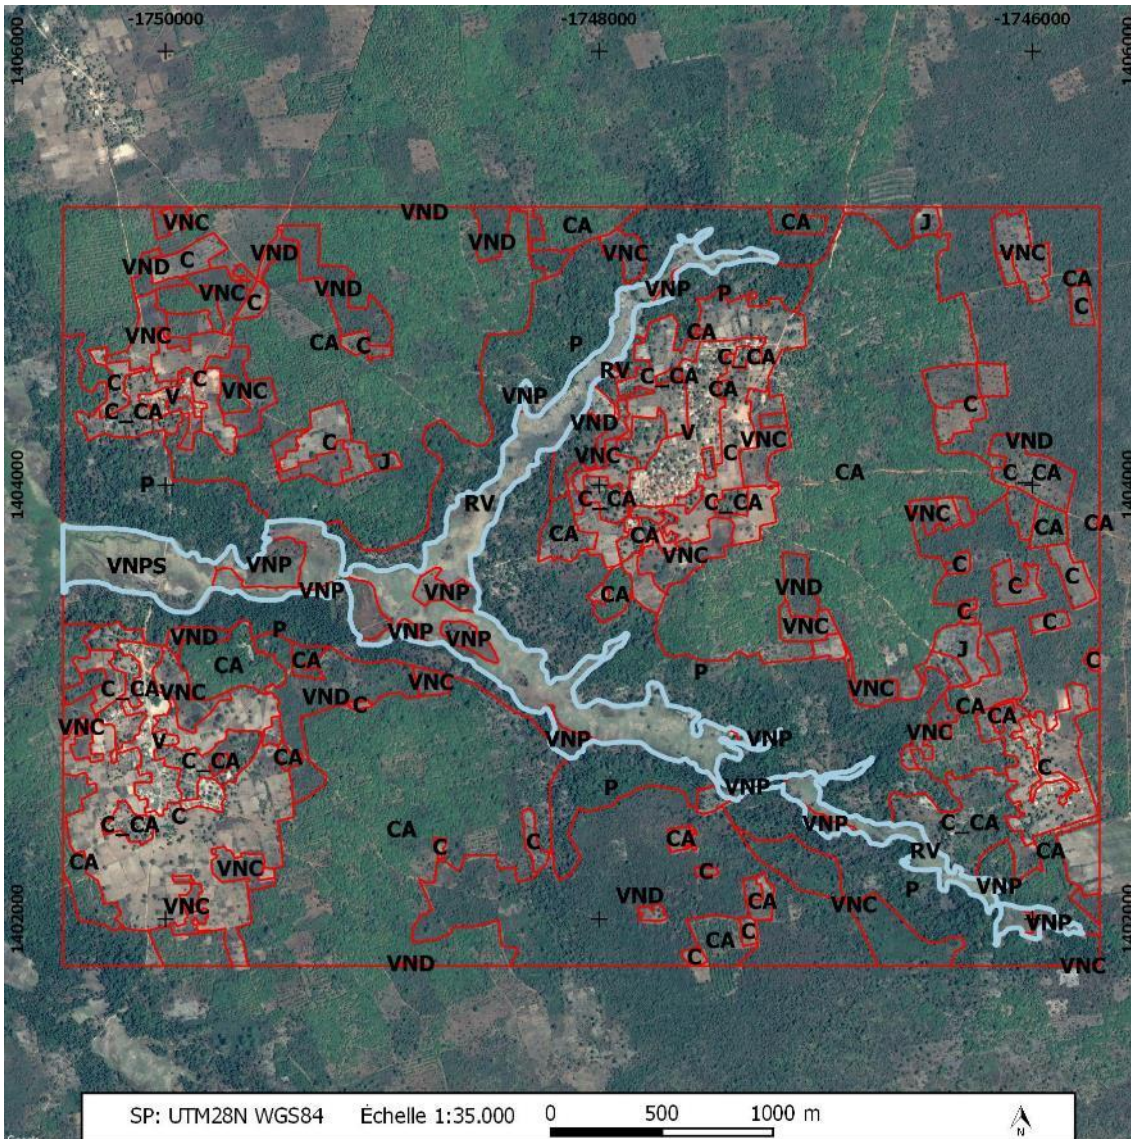 -1750000 -1748000 -1746000
1406000 1406000
VNC VND CA CA J
VND C VND VND VNC VNC
VNC C VND VNP P CA C
VNC CA C P CA
C C VNC RV C_CA C_CA
C_CA V VNP CA C
VND V VNC VND
C J VNC C
P C_CA C_CA CA C_CA
1404000 1404000
RV VNC CA CA
CA CA VNC
VNPS VNP VNP VNP CA VND C C C
VND P VNP VNP VNC C C
CA CA P J C
C_CA VNC VND C VNC VNC CA CA
VNC V VNP VNP VNC
C_CA CA P VNP C
C_CA C CA C CA VNP C_CA
CA VNC C RV CA
VND P VNP
VNC CA VNC VNP
1402000 1402000
CA C
VND C VNC
SP: UTM28N WGS84 Échelle 1:35.000 0 500 1000 m
N